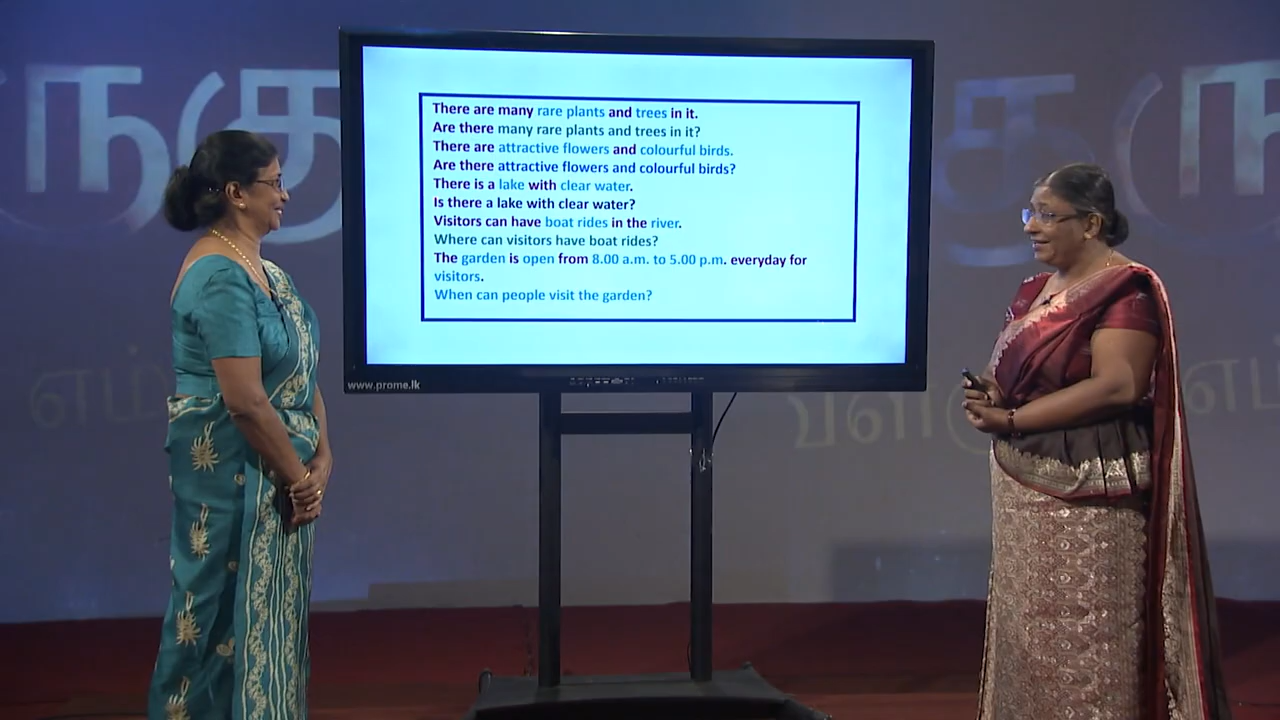 There are many rare plants and trees in it.
Are there many rare plants and trees in it?
There are attractive flowers and colourful birds.
Are there attractive flowers and colourful birds?
There is a lake with clear water.
Is there a lake with clear water?
Visitors can have boat rides in the river.
Where can visitors have boat rides?
The garden is open from 8.00 a.m. to 5.00 p.m. everyday for
visitors.
When can people visit the garden?
www.prome.lk